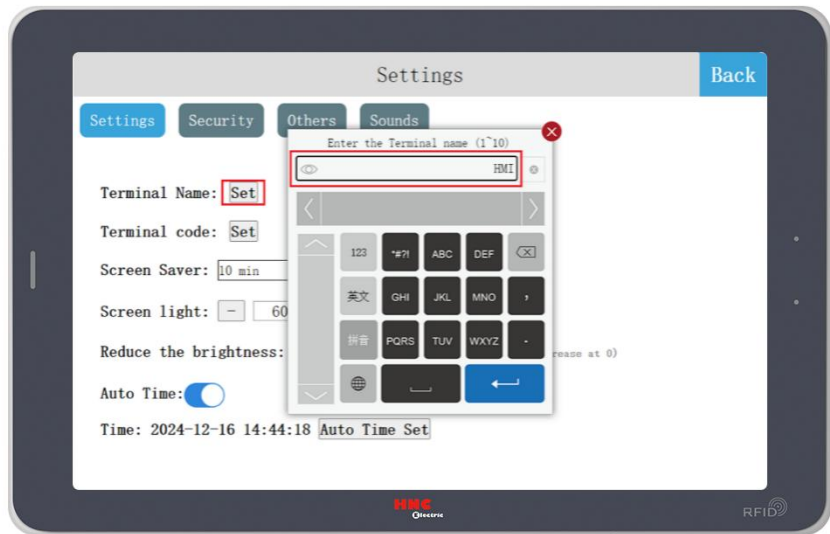 Settings
Back
Settings
Security
Others
Sounds
Enter the Terminal name (1~10)
HMI
Terminal Name: Set
Terminal code: Set
Screen Saver: 10 min
Screen light: - 60
Reduce the brightness:
rease at 0)
Auto Time:
Time: 2024-12-16 14:44:18 Auto Time Set
123 *#?! ABC DEF
英文 GHI JKL MNO ,
拼音 PQRS TUV WXYZ .
HNC
Electric
RFID